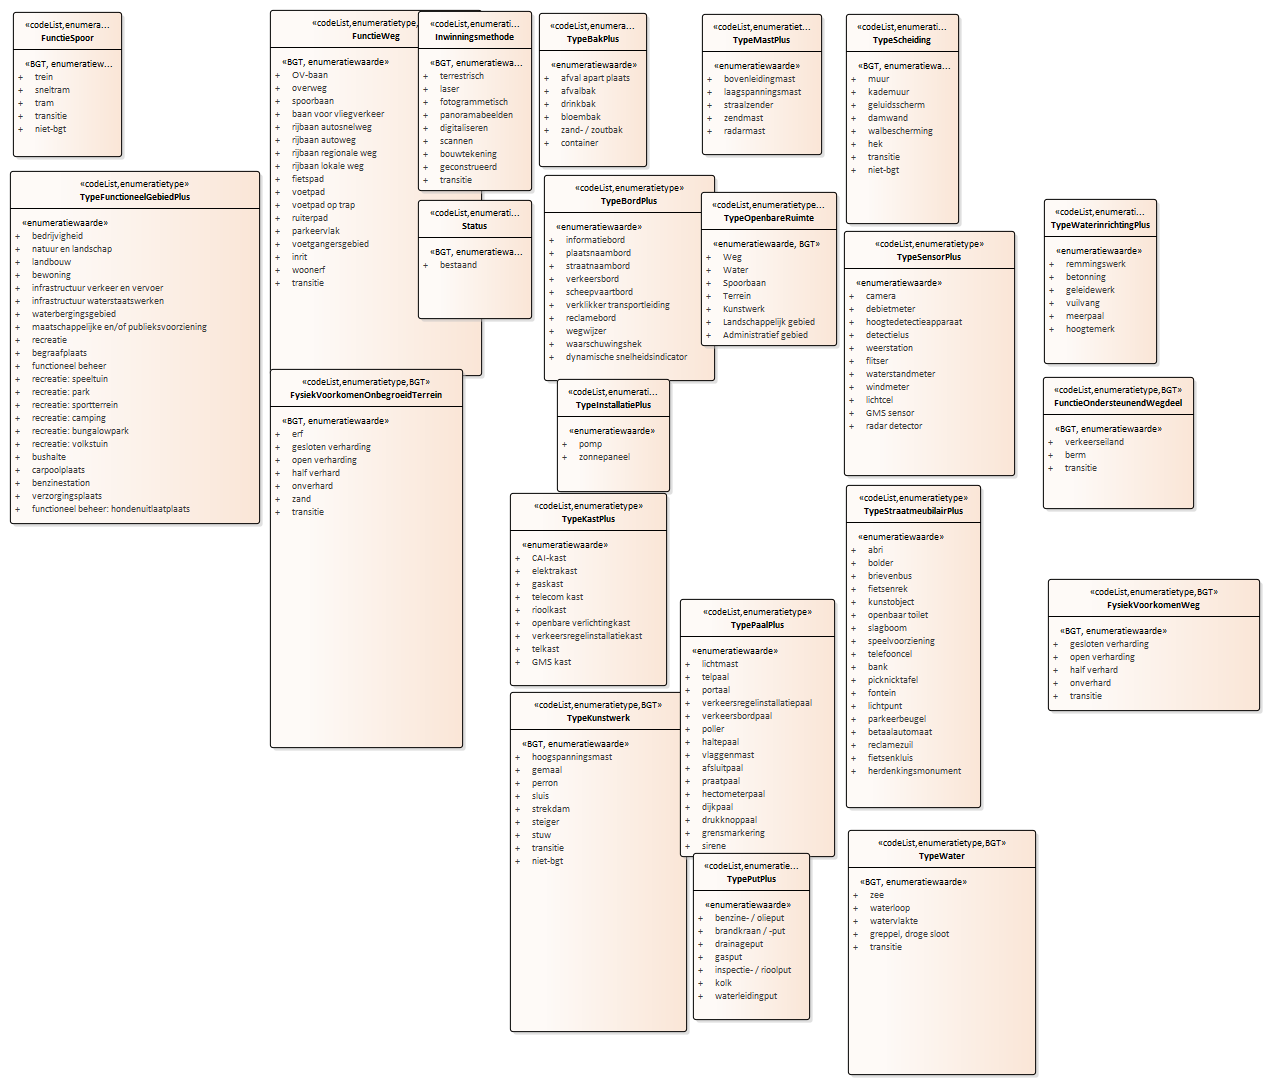 «codeList,enumera...
FunctieSpoor
«BGT, enumeratiew...
+ trein
+ sneltram
+ tram
+ transitie
+ niet-bgt
«codeList,enumeratietype»
TypeFunctioneelGebiedPlus
«enumeratiewaarde»
+ bedrijvigheid
+ natuur en landschap
+ landbouw
+ bewoning
+ infrastructuur verkeer en vervoer
+ infrastructuur waterstaatswerken
+ waterbergingsgebied
+ maatschappelijke en/of publieksvoorziening
+ recreatie
+ begraafplaats
+ functioneel beheer
+ recreatie: speeltuin
+ recreatie: park
+ recreatie: sportterrein
+ recreatie: camping
+ recreatie: bungalowpark
+ recreatie: volkstuin
+ bushalte
+ carpoolplaats
+ benzinestation
+ verzorgingsplaats
+ functioneel beheer: hondenuitlaatplaats
«codeList,enumeratietype,
FunctieWeg
«BGT, enumeratiewaarde»
+ OV-baan
+ overweg
+ spoorbaan
+ baan voor vliegverkeer
+ rijbaan autosnelweg
+ rijbaan autoweg
+ rijbaan regionale weg
+ rijbaan lokale weg
+ fietspad
+ voetpad
+ voetpad op trap
+ ruiterpad
+ parkeervlak
+ voetgangersgebied
+ inrit
+ woonerf
+ transitie
«codeList,enumeratietype,BGT»
FysiekVoorkomenOnbegroeidTerrein
«BGT, enumeratiewaarde»
+ erf
+ gesloten verharding
+ open verharding
+ half verhard
+ onverhard
+ zand
+ transitie
«codeList,enumerati...
Inwinningsmethode
«BGT, enumeratiewa...
+ terrestrisch
+ laser
+ fotogrammetisch
+ panoramabeelden
+ digitaliseren
+ scannen
+ bouwtekening
+ geconstrueerd
+ transitie
«codeList,enumerati...
Status
«BGT, enumeratiewa...
+ bestaand
«codeList,enumera...
TypeBakPlus
«enumeratiewaarde»
+ afval apart plaats
+ afvalbak
+ drinkbak
+ bloembak
+ zand- / zoutbak
+ container
«codeList,enumeratietype»
TypeBordPlus
«enumeratiewaarde»
+ informatiebord
+ plaatsnaambord
+ straatnaambord
+ verkeersbord
+ scheepvaartbord
+ verklikker transportleiding
+ reclamebord
+ wegwijzer
+ waarschuwingshek
+ dynamische snelheidsindicator
«codeList,enumerati...
TypeInstallatiePlus
«enumeratiewaarde»
+ pomp
+ zonnepaneel
«codeList,enumeratietype»
TypeKastPlus
«enumeratiewaarde»
+ CAI-kast
+ elektrakast
+ gaskast
+ telecom kast
+ rioolkast
+ openbare verlichtingkast
+ verkeersregelinstallatiekast
+ telkast
+ GMS kast
«codeList,enumeratietype,BGT»
TypeKunstwerk
«BGT, enumeratiewaarde»
+ hoogspanningsmast
+ gemaal
+ perron
+ sluis
+ strekdam
+ steiger
+ stuw
+ transitie
+ niet-bgt
«codeList,enumeratiet...
TypeMastPlus
«enumeratiewaarde»
+ bovenleidingmast
+ laagspanningsmast
+ straalzender
+ zendmast
+ radarmast
«codeList,enumeratietype...
TypeOpenbareRuimte
«enumeratiewaarde, BGT»
+ Weg
+ Water
+ Spoorbaan
+ Terrein
+ Kunstwerk
+ Landschappelijk gebied
+ Administratief gebied
«codeList,enumeratietype»
TypePaalPlus
«enumeratiewaarde»
+ lichtmast
+ telpaal
+ portaal
+ verkeersregelinstallatiepaal
+ verkeersbordpaal
+ poller
+ haltepaal
+ vlaggenmast
+ afsluitpaal
+ praatpaal
+ hectometerpaal
+ dijkpaal
+ drukknoppaal
+ grensmarkering
+ sirene
«codeList,enumeratie...
TypePutPlus
«enumeratiewaarde»
+ benzine- / olieput
+ brandkraan / -put
+ drainageput
+ gasput
+ inspectie- / rioolput
+ kolk
+ waterleidingput
«codeList,enumerati...
TypeScheiding
«BGT, enumeratiewa...
+ muur
+ kademuur
+ geluidsscherm
+ damwand
+ walbescherming
+ hek
+ transitie
+ niet-bgt
«codeList,enumeratietype»
TypeSensorPlus
«enumeratiewaarde»
+ camera
+ debietmeter
+ hoogtedetectieapparaat
+ detectielus
+ weerstation
+ flitser
+ waterstandmeter
+ windmeter
+ lichtcel
+ GMS sensor
+ radar detector
«codeList,enumeratietype»
TypeStraatmeubilairPlus
«enumeratiewaarde»
+ abri
+ bolder
+ brievenbus
+ fietsenrek
+ kunstobject
+ openbaar toilet
+ slagboom
+ speelvoorziening
+ telefooncel
+ bank
+ picknicktafel
+ fontein
+ lichtpunt
+ parkeerbeugel
+ betaalautomaat
+ reclamezuil
+ fietsenkluis
+ herdenkingsmonument
«codeList,enumeratietype,BGT»
TypeWater
«BGT, enumeratiewaarde»
+ zee
+ waterloop
+ watervlakte
+ greppel, droge sloot
+ transitie
«codeList,enumerati...
TypeWaterinrichtingPlus
«enumeratiewaarde»
+ remmingswerk
+ betonning
+ geleidewerk
+ vuilvang
+ meerpaal
+ hoogtemerk
«codeList,enumeratietype,BGT»
FunctieOndersteunendWegdeel
«BGT, enumeratiewaarde»
+ verkeerseiland
+ berm
+ transitie
«codeList,enumeratietype,BGT»
FysiekVoorkomenWeg
«BGT, enumeratiewaarde»
+ gesloten verharding
+ open verharding
+ half verhard
+ onverhard
+ transitie